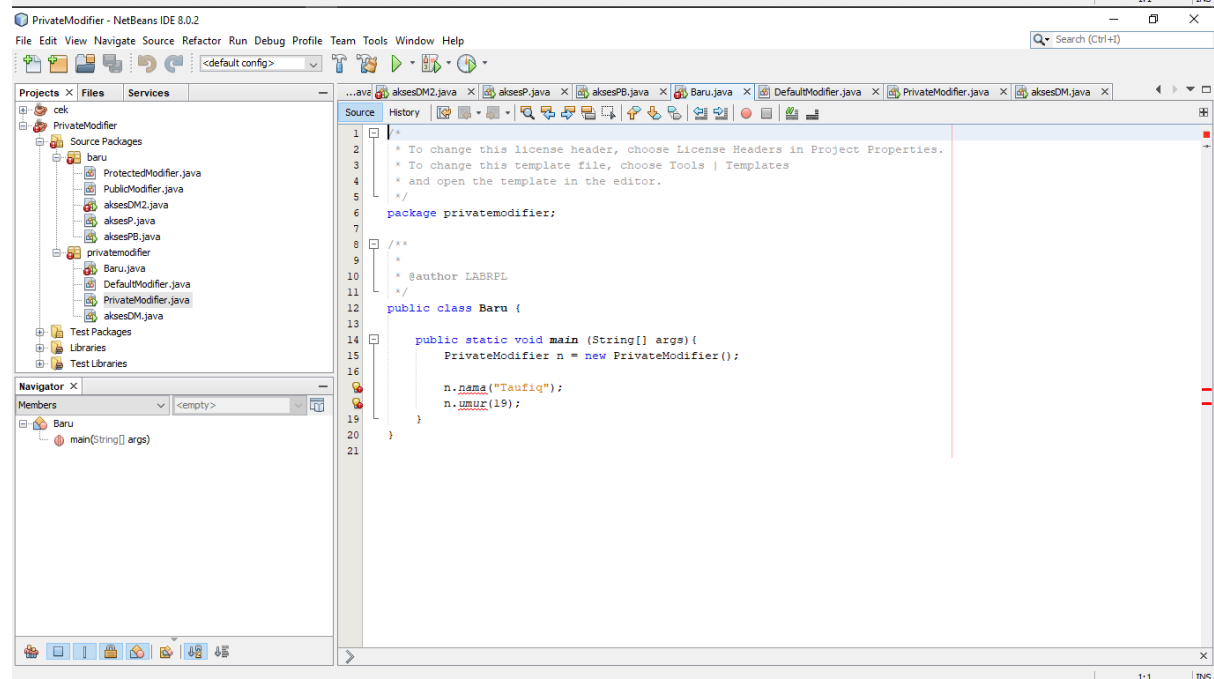 1:1 INS
PrivateModifier - NetBeans IDE 8.0.2
File Edit View Navigate Source Refactor Run Debug Profile Team Tools Window Help
Search (Ctrl+I)
<default config>
Projects Files Services
...ava aksesDM2.java aksesP.java aksesPB.java Baru.java DefaultModifier.java PrivateModifier.java aksesDM.java
Source History
cek
PrivateModifier
Source Packages
baru
ProtectedModifier.java
PublicModifier.java
aksesDM2.java
aksesP.java
aksesPB.java
privatemodifier
Baru.java
DefaultModifier.java
PrivateModifier.java
aksesDM.java
Test Packages
Libraries
Test Libraries
Navigator
Members <empty>
Baru
main(String[] args)
1 /*
2 * To change this license header, choose License Headers in Project Properties.
3 * To change this template file, choose Tools | Templates
4 * and open the template in the editor.
5 */
6 package privatemodifier;
7
8 /**
9 *
10 * @author LABRPL
11 */
12 public class Baru {
13
14 public static void main (String[] args){
15 PrivateModifier n = new PrivateModifier();
16
n.nama("Taufiq");
n.umur(19);
19 }
20 }
21
1:1 INS